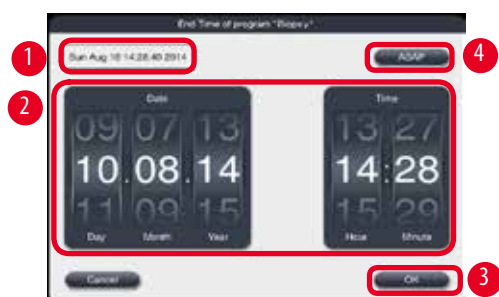 End Time of program "Biopsy"
1
Sun Aug 10 14:28:40 2014
ASAP
4
2
Date
Time
09 07 13
13 27
10.08.14
14:28
11 09 15
15 29
Day Month Year
Hour Minute
Cancel
OK
3